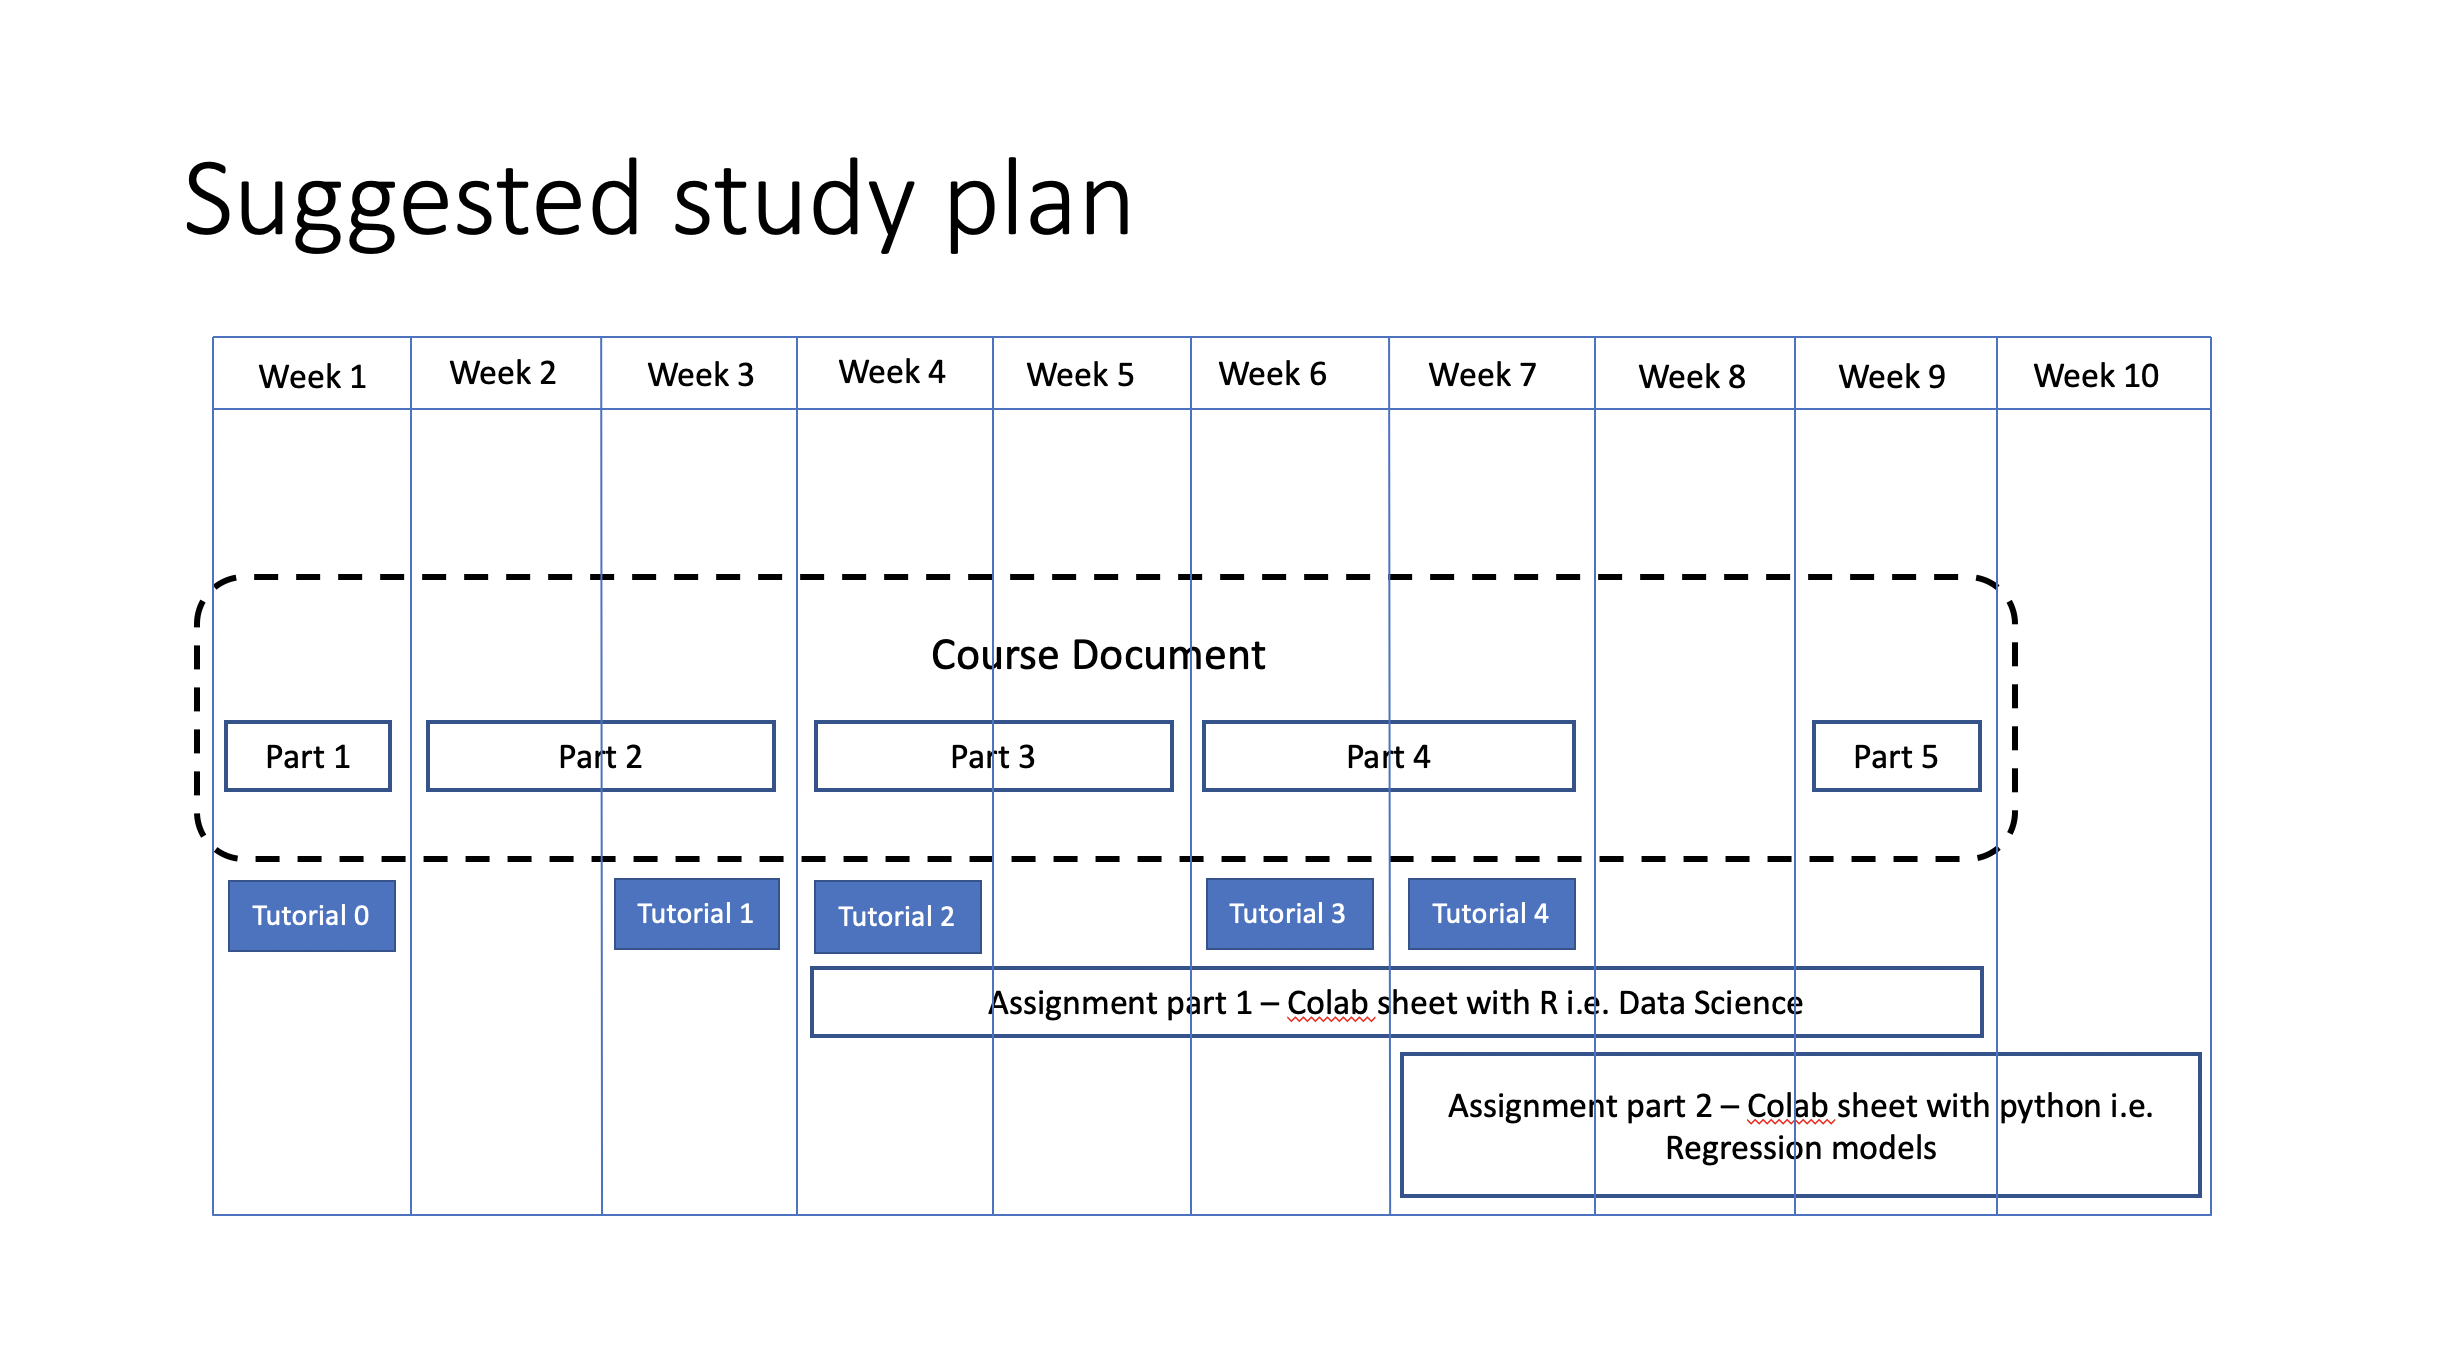 Suggested study plan
Week 1
Week 2
Week 3
Week 4
Week 5
Week 6
Week 7
Week 8
Week 9
Week 10
Course Document
Part 1
Part 2
Part 3
Part 4
Part 5
Tutorial 0
Tutorial 1
Tutorial 2
Tutorial 3
Tutorial 4
Assignment part 1 – Colab sheet with R i.e. Data Science
Assignment part 2 – Colab sheet with python i.e.
Regression models